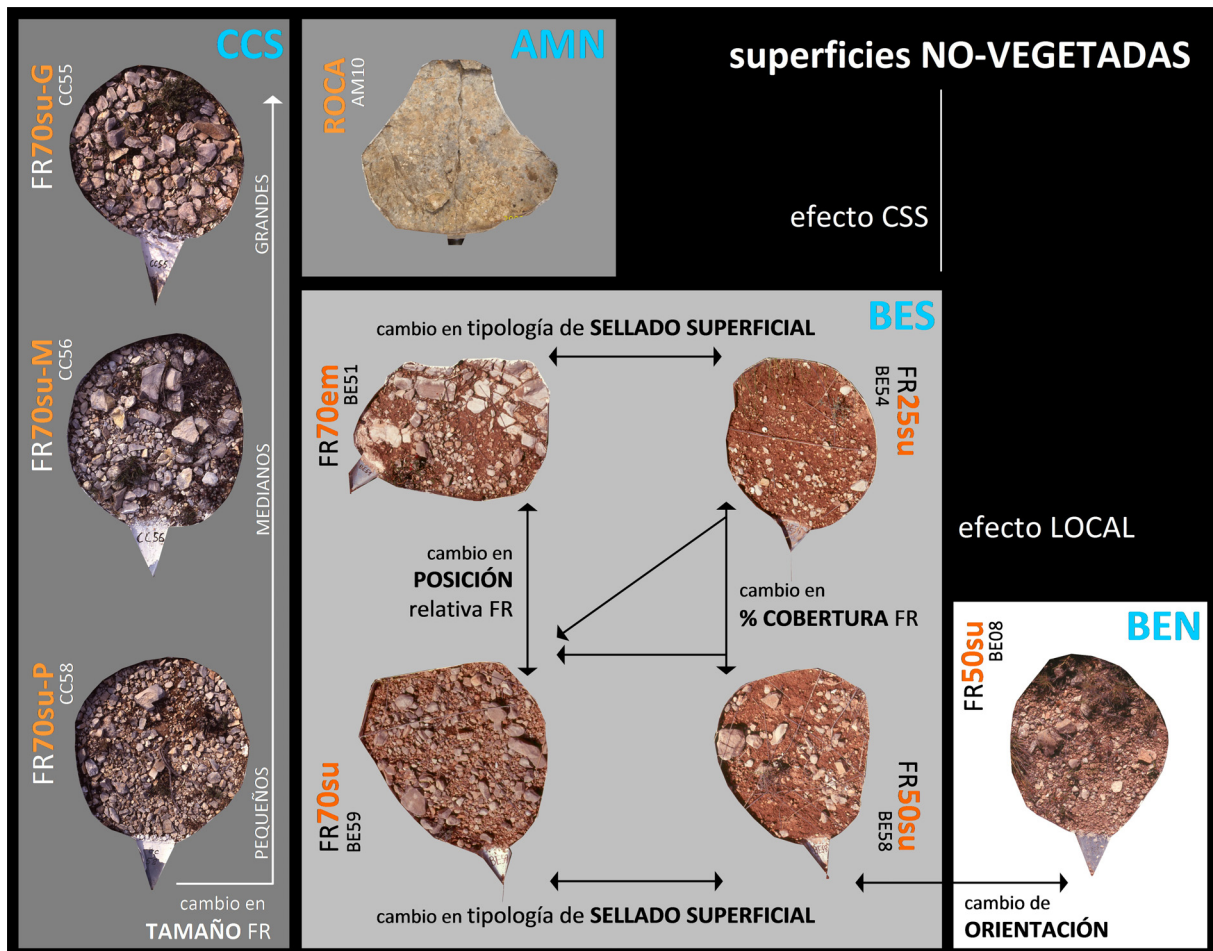 superficies NO-VEGETADAS
efecto CSS
efecto LOCAL
CCS
FR70su-G
CC55
CC55
GRANDES
FR70su-M
CC56
CC56
MEDIANOS
FR70su-P
CC58
PEQUEÑOS
cambio en
TAMAÑO FR
AMN
ROCA
AM10
BES
cambio en tipología de SELLADO SUPERFICIAL
FR70em
BE51
FR25su
BE54
cambio en
POSICIÓN
relativa FR
cambio en
% COBERTURA FR
FR70su
BE59
FR50su
BE58
cambio en tipología de SELLADO SUPERFICIAL
BEN
FR50su
BE08
cambio de
ORIENTACIÓN